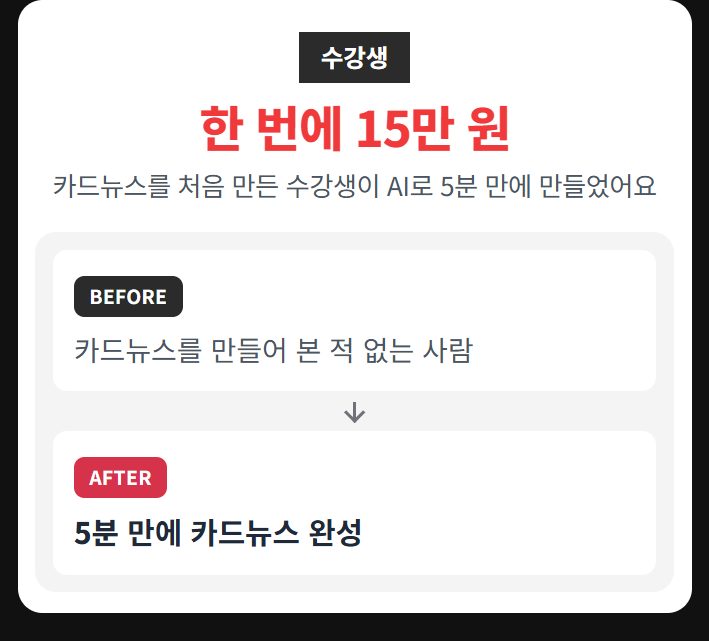 수강생
한 번에 15만 원
카드뉴스를 처음 만든 수강생이 AI로 5분 만에 만들었어요
BEFORE
카드뉴스를 만들어 본 적 없는 사람
↓
AFTER
5분 만에 카드뉴스 완성